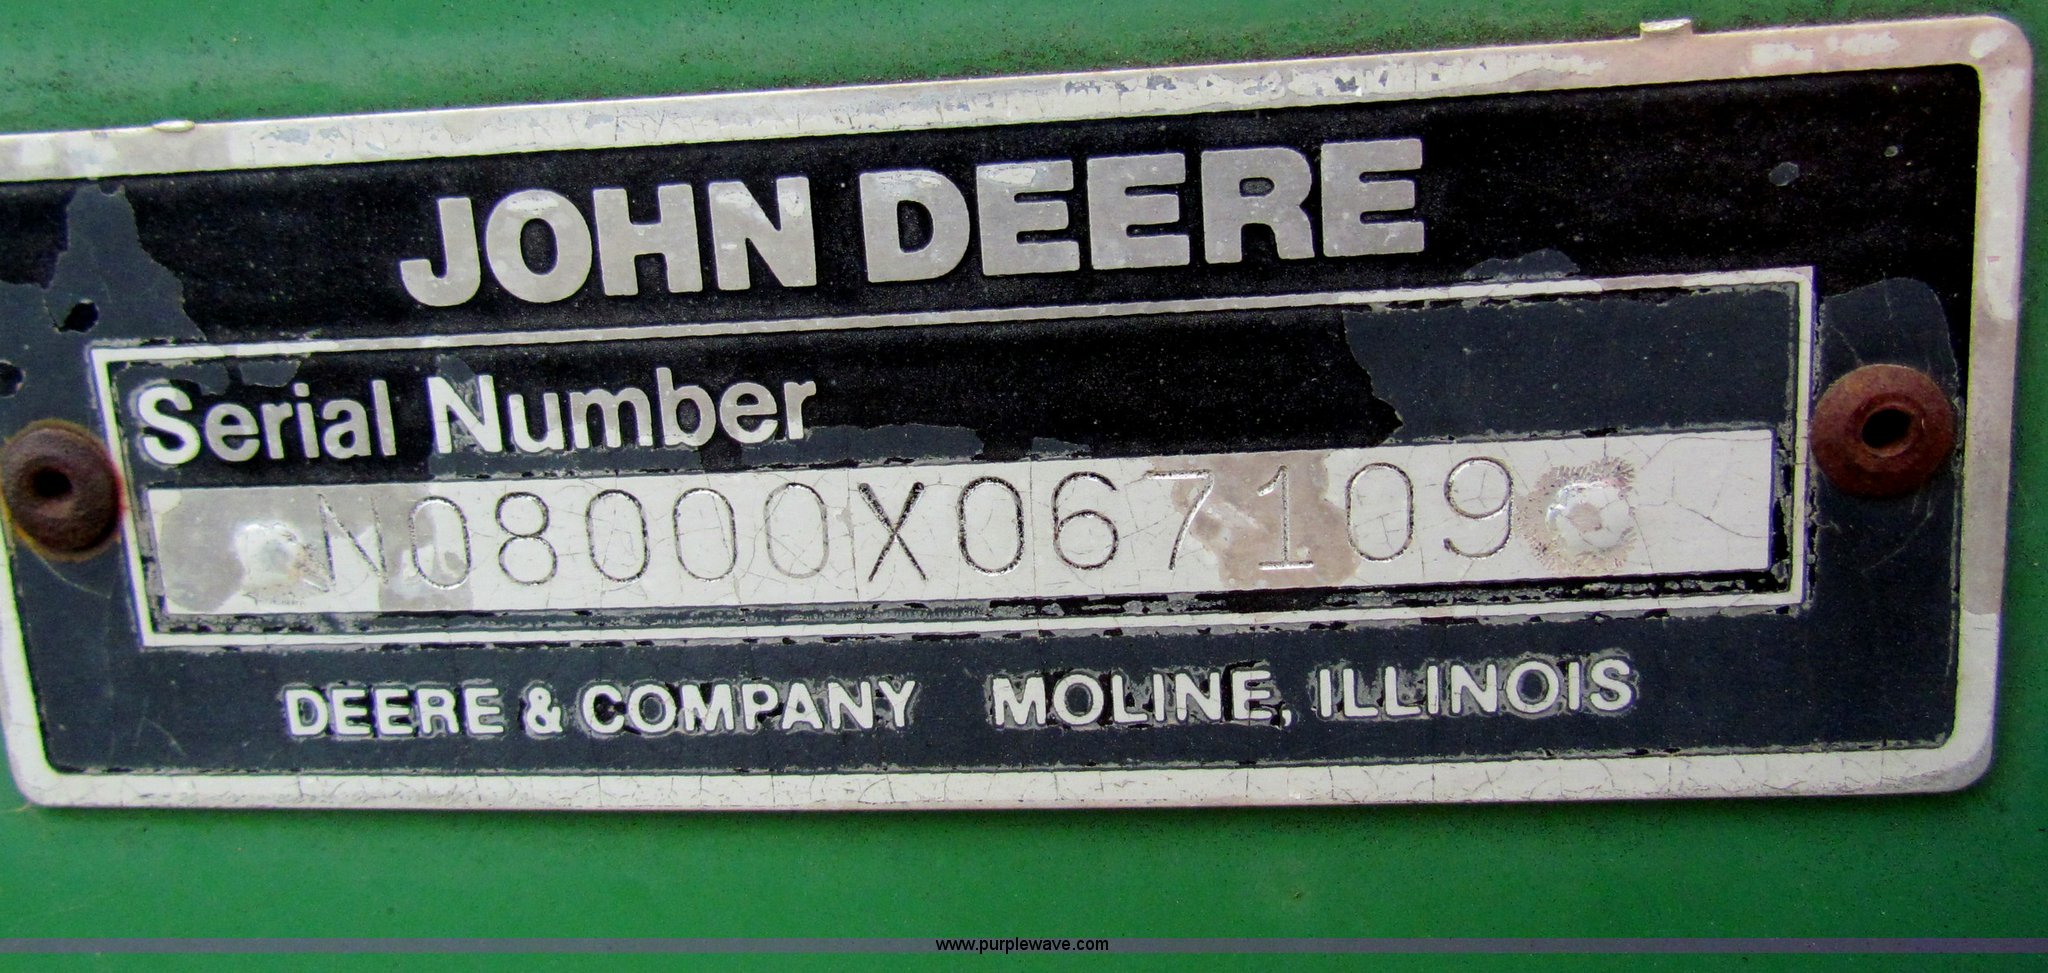 JOHN DEERE
Serial Number
N08000X067109
DEERE & COMPANY MOLINE, ILLINOIS
www.purplewave.com